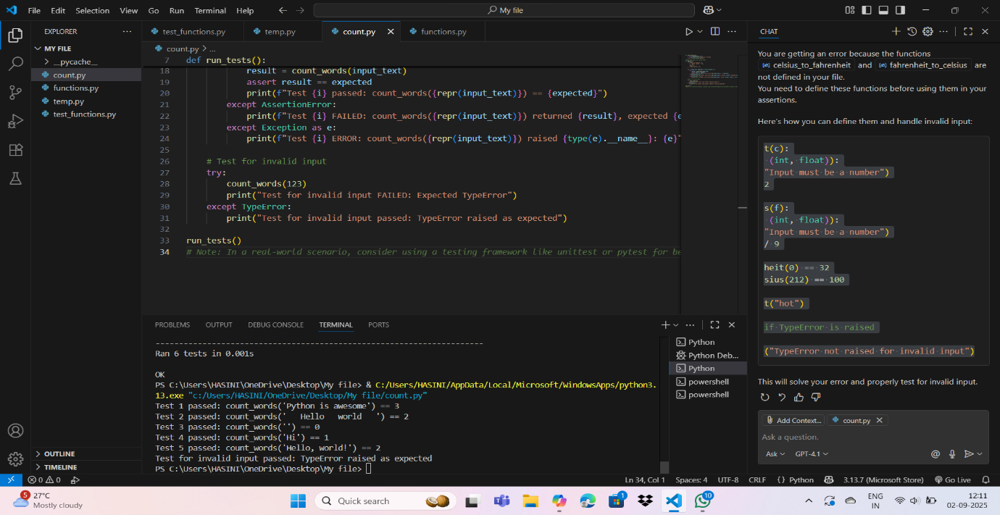 File Edit Selection View Go Run Terminal Help
My file
EXPLORER
MY FILE
__pycache__
count.py
functions.py
temp.py
test_functions.py
OUTLINE
TIMELINE
test_functions.py temp.py count.py functions.py
count.py > ...
7 def run_tests():
18 result = count_words(input_text)
19 assert result == expected
20 print(f"Test {i} passed: count_words({repr(input_text)}) == {expected}")
21 except AssertionError:
22 print(f"Test {i} FAILED: count_words({repr(input_text)}) returned {result}, expected {e
23 except Exception as e:
24 print(f"Test {i} ERROR: count_words({repr(input_text)}) raised {type(e).__name__}: {e}"
25
26 # Test for invalid input
27 try:
28 count_words(123)
29 print("Test for invalid input FAILED: Expected TypeError")
30 except TypeError:
31 print("Test for invalid input passed: TypeError raised as expected")
32
33 run_tests()
34 # Note: In a real-world scenario, consider using a testing framework like unittest or pytest for be
PROBLEMS OUTPUT DEBUG CONSOLE TERMINAL PORTS
----------------------------------------------------------------------
Ran 6 tests in 0.001s
OK
PS C:\Users\HASINI\OneDrive\Desktop\My file> & C:/Users/HASINI/AppData/Local/Microsoft/WindowsApps/python3.
13.exe "c:/Users/HASINI/OneDrive/Desktop/My file/count.py"
Test 1 passed: count_words('Python is awesome') == 3
Test 2 passed: count_words('   Hello   world   ') == 2
Test 3 passed: count_words('') == 0
Test 4 passed: count_words('Hi') == 1
Test 5 passed: count_words('Hello, world!') == 2
Test for invalid input passed: TypeError raised as expected
PS C:\Users\HASINI\OneDrive\Desktop\My file>
Python
Python Deb...
Python
powershell
powershell
CHAT
You are getting an error because the functions
celsius_to_fahrenheit and fahrenheit_to_celsius are
not defined in your file.
You need to define these functions before using them in your
assertions.
Here's how you can define them and handle invalid input:
t(c):
(int, float)):
"Input must be a number")
2
s(f):
(int, float)):
"Input must be a number")
/ 9
heit(0) == 32
sius(212) == 100
t("hot")
if TypeError is raised
("TypeError not raised for invalid input")
This will solve your error and properly test for invalid input.
Add Context... count.py
Ask a question.
Ask GPT-4.1
0 0
Ln 34, Col 1 Spaces: 4 UTF-8 CRLF {} Python 3.13.7 (Microsoft Store) Go Live
5 27°C
Mostly cloudy
Quick search
1
10
ENG
IN
12:11
02-09-2025